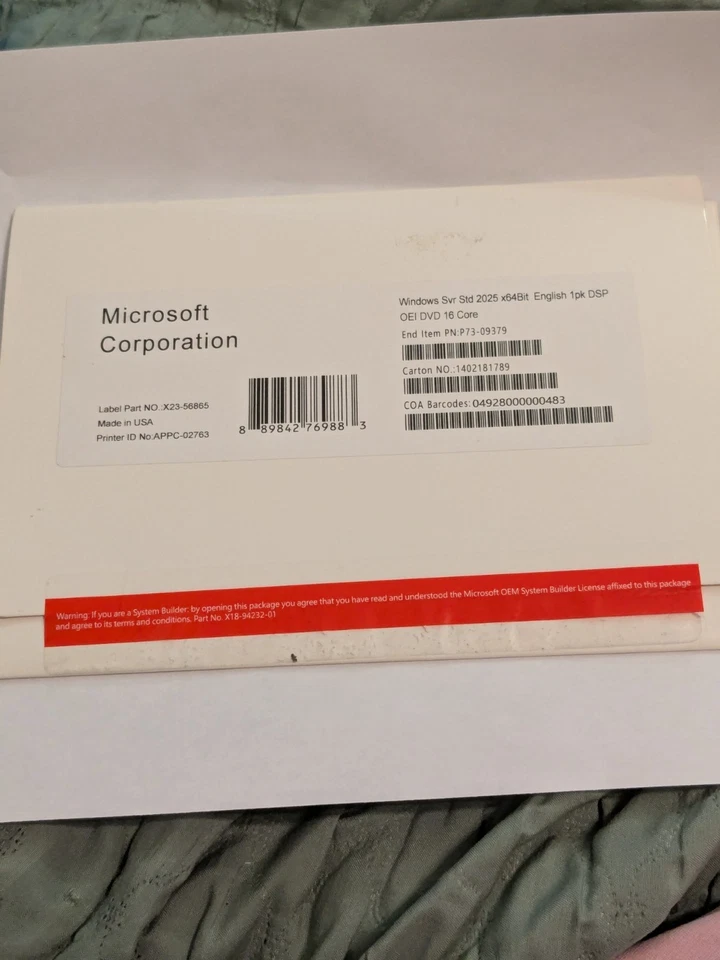 Microsoft
Corporation
Label Part NO.:X23-56865
Made in USA
Printer ID No:APPC-02763
8 89842 76988 3
Windows Svr Std 2025 x64Bit English 1pk DSP
OEI DVD 16 Core
End Item PN:P73-09379
Carton NO.:1402181789
COA Barcodes: 04928000000483
Warning: If you are a System Builder: by opening this package you agree that you have read and understood the Microsoft OEM System Builder License affixed to this package
and agree to its terms and conditions. Part No. X18-94232-01